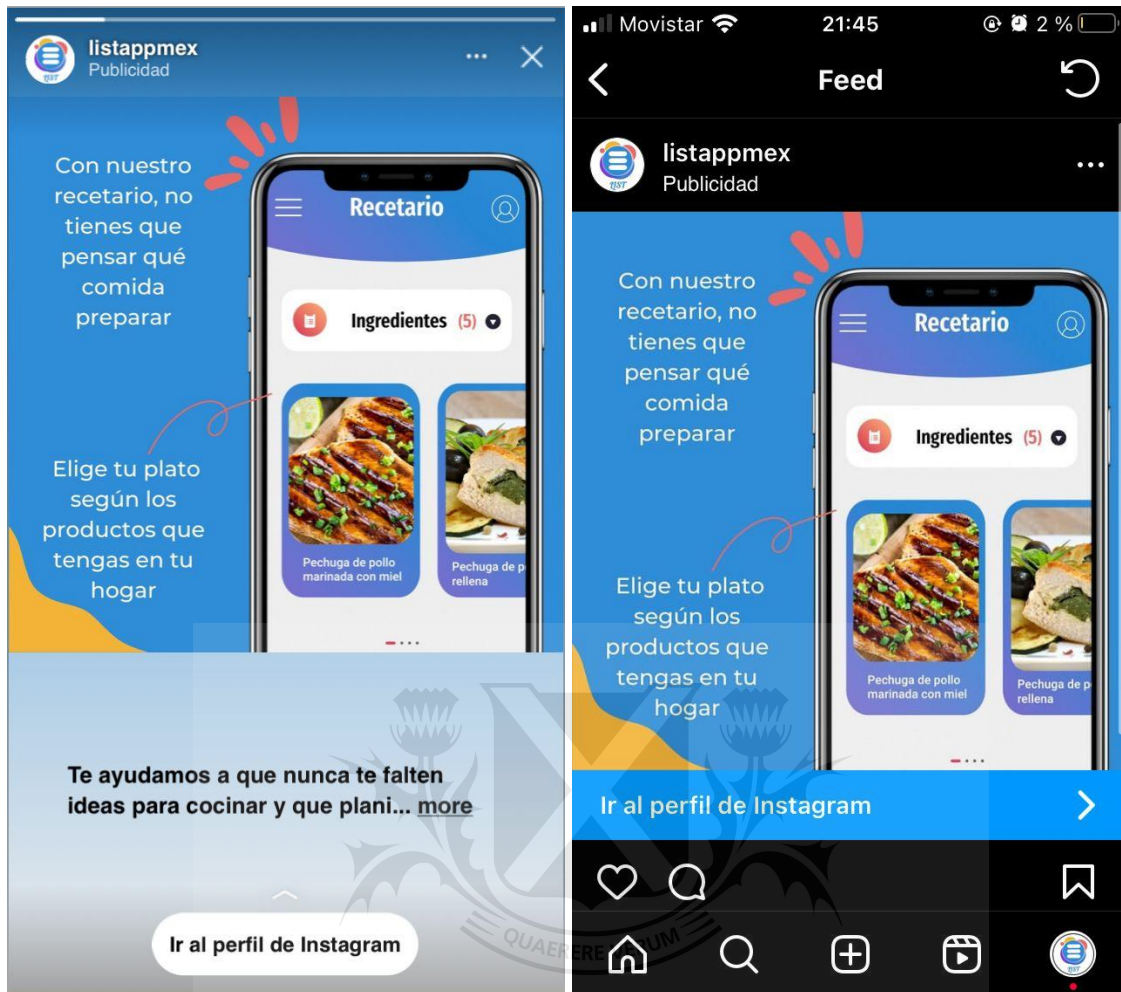 listappmex
Publicidad
Con nuestro
recetario, no
tienes que
pensar qué
comida
preparar
Recetario
Ingredientes (5)
Elige tu plato
según los
productos que
tengas en tu
hogar
Pechuga de pollo
marinada con miel
Pechuga de p
rellena
Te ayudamos a que nunca te falten
ideas para cocinar y que plani... more
Ir al perfil de Instagram
Movistar 21:45 2 %
Feed
LIST
listappmex
Publicidad
Con nuestro
recetario, no
tienes que
pensar qué
comida
preparar
Recetario
Ingredientes (5)
Elige tu plato
según los
productos que
tengas en tu
hogar
Pechuga de pollo
marinada con miel
Pechuga de p
rellena
Ir al perfil de Instagram
QUAERERE VERUM